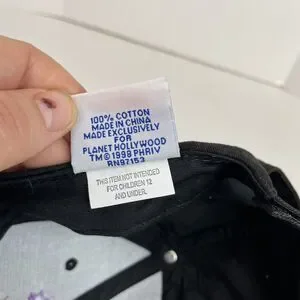 100% COTTON
MADE IN CHINA
MADE EXCLUSIVELY
FOR
PLANET HOLLYWOOD
TM © 1999 PHRIV
RN97153
THIS ITEM NOT INTENDED
FOR CHILDREN 12
AND UNDER.